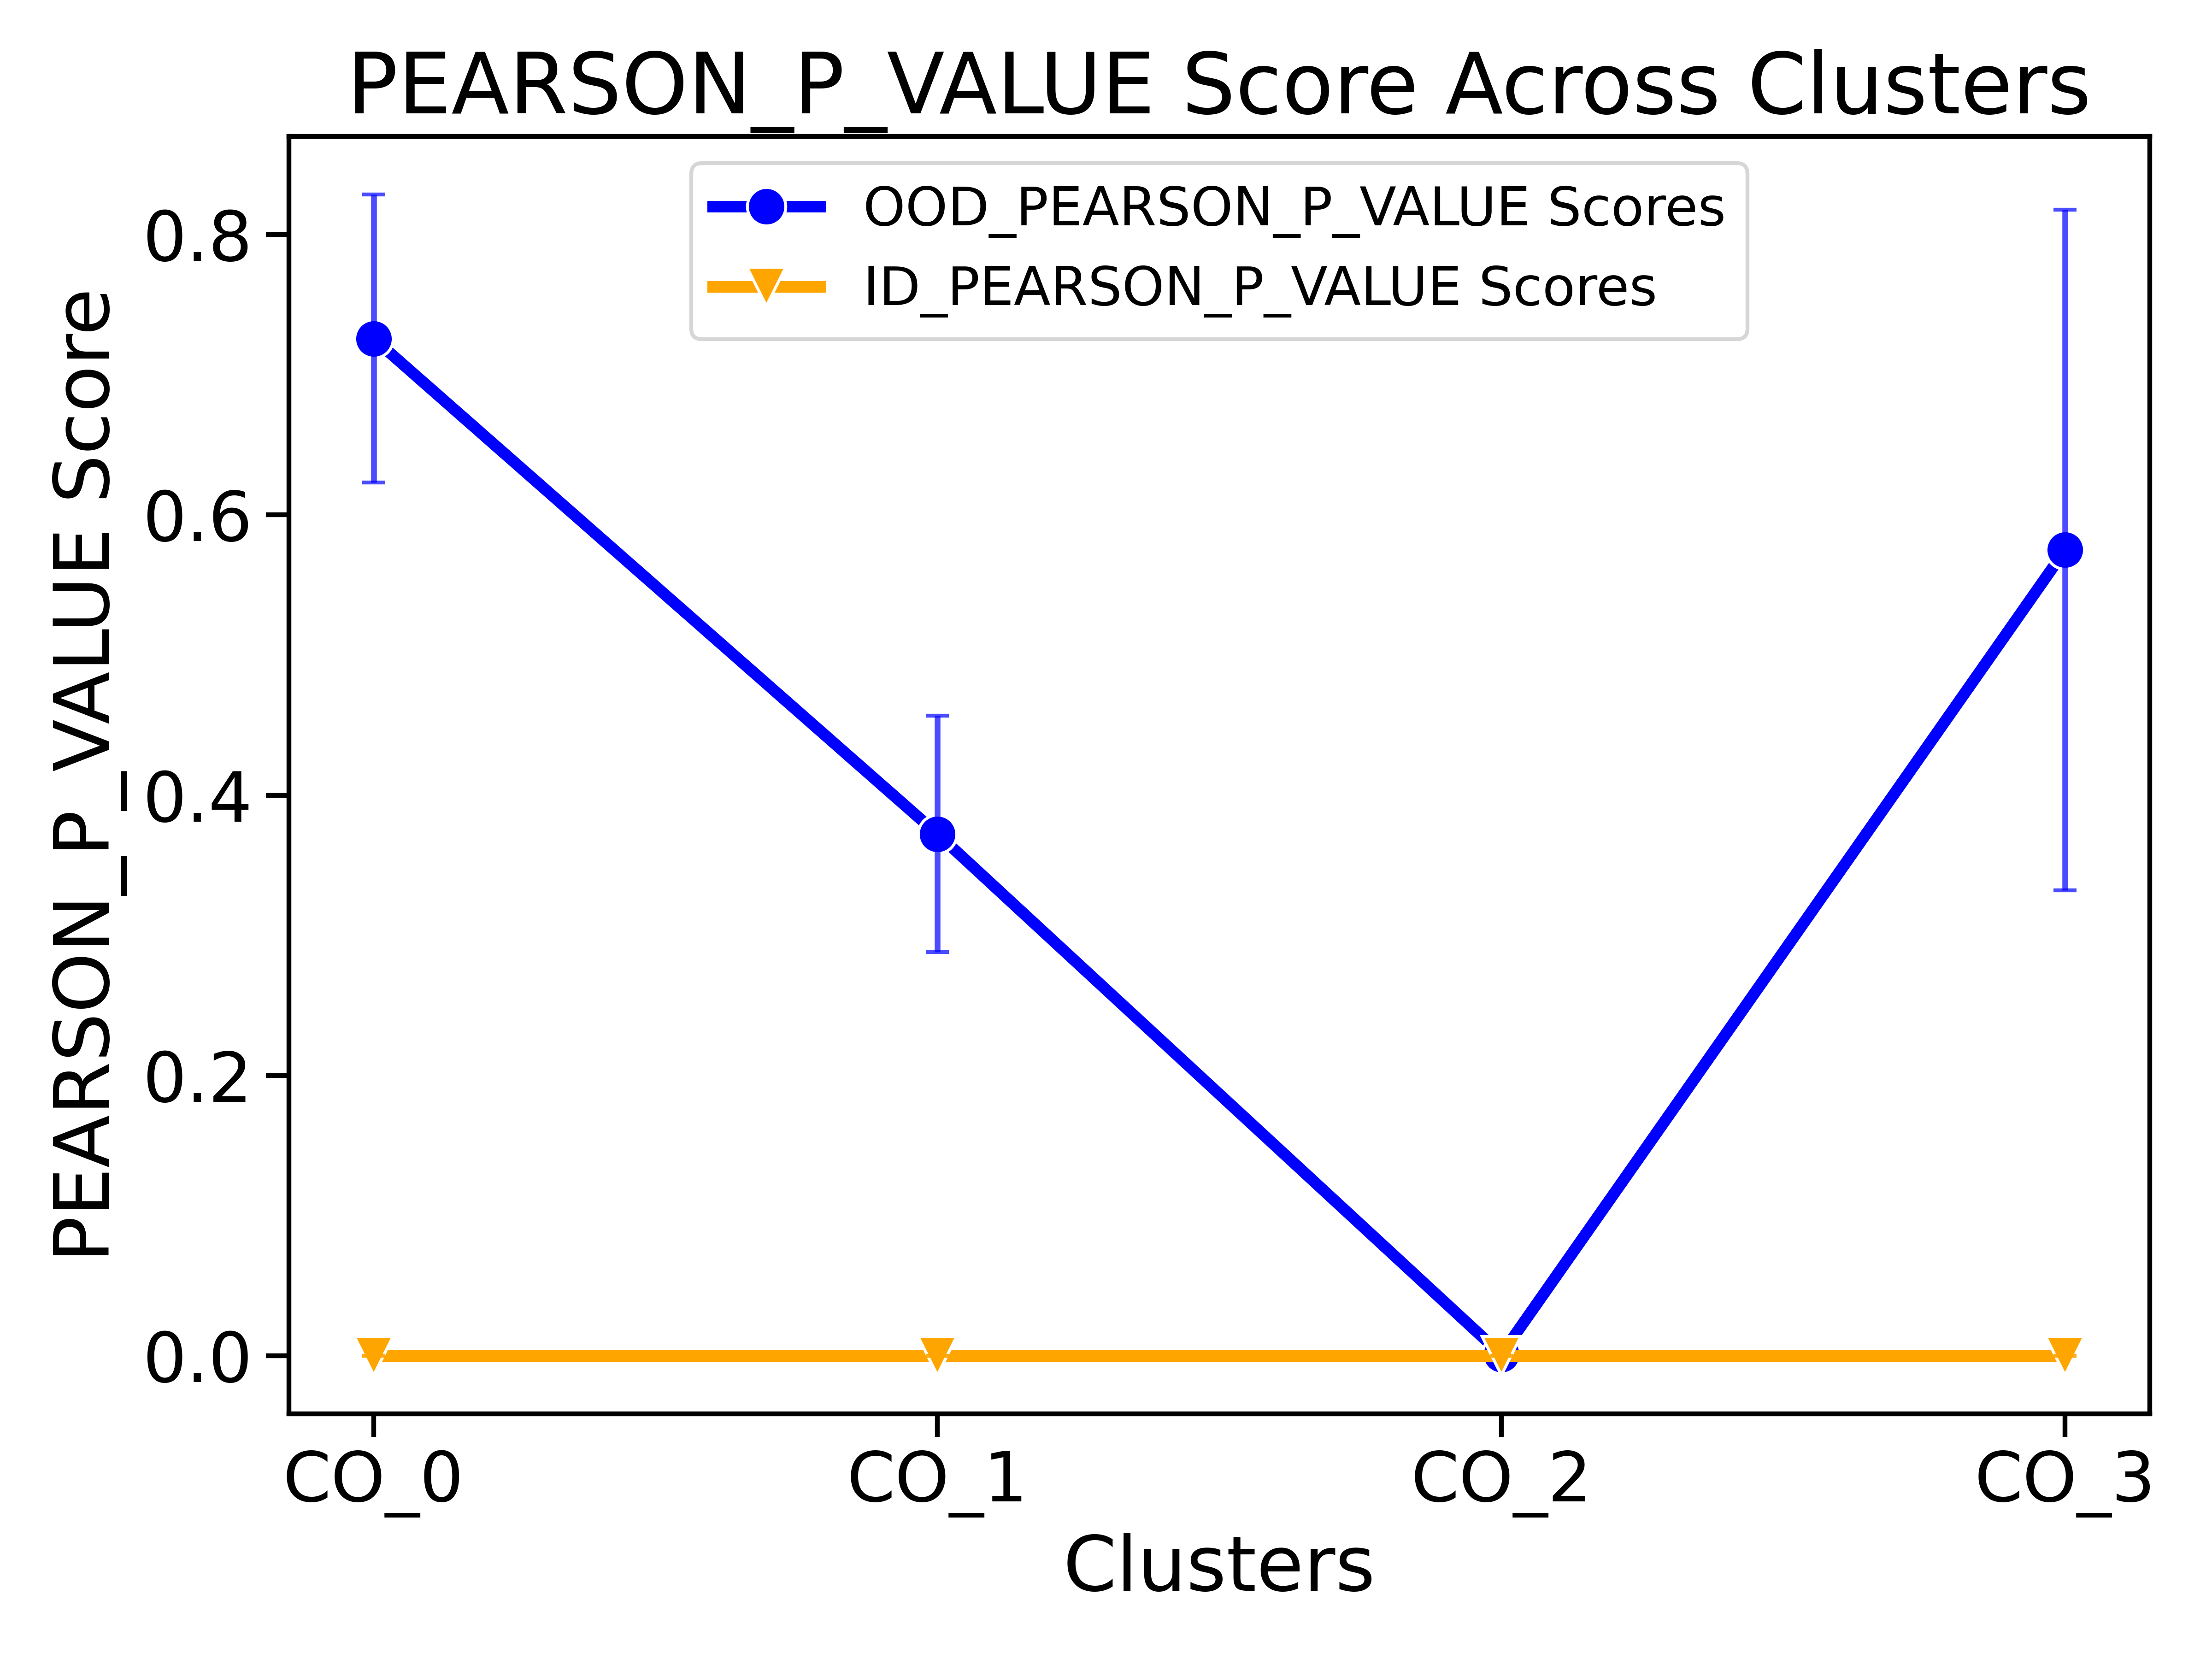 PEARSON_P_VALUE Score Across Clusters
OOD_PEARSON_P_VALUE Scores
ID_PEARSON_P_VALUE Scores
PEARSON_P_VALUE Score
0.8
0.6
0.4
0.2
0.0
CO_0 CO_1 CO_2 CO_3
Clusters